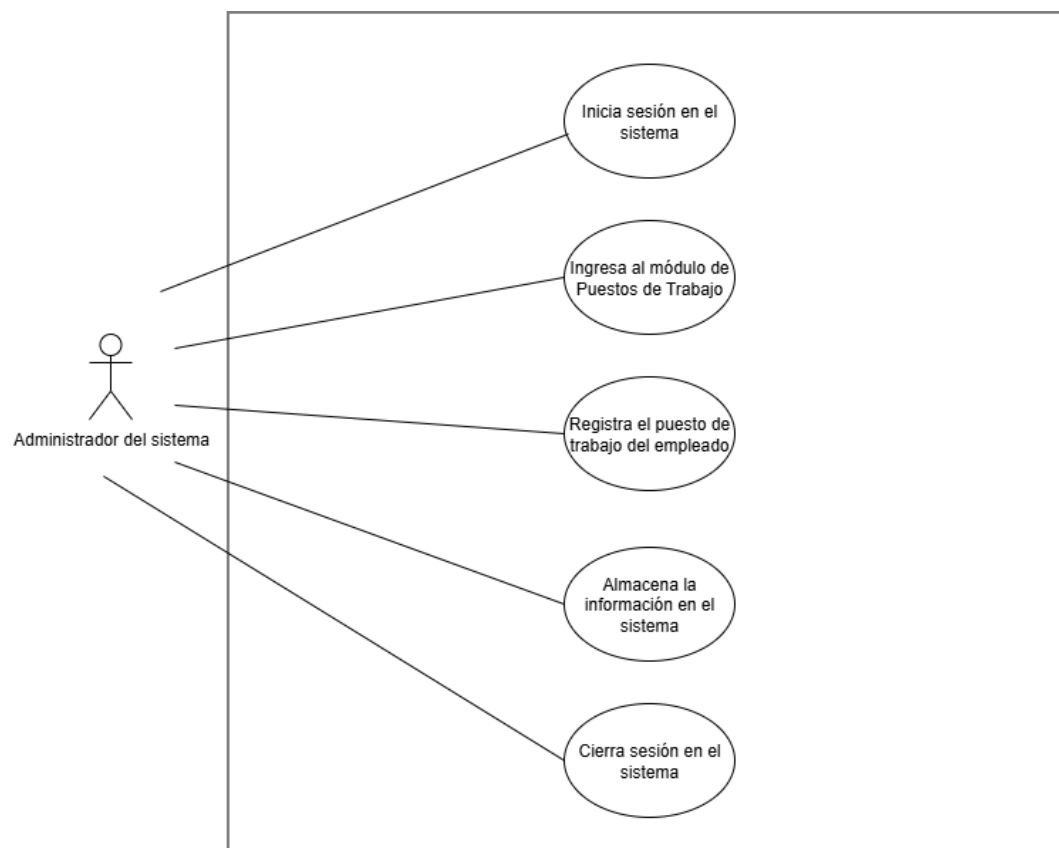 Inicia sesión en el
sistema
Ingresa al módulo de
Puestos de Trabajo
Registra el puesto de
trabajo del empleado
Administrador del sistema
Almacena la
información en el
sistema
Cierra sesión en el
sistema